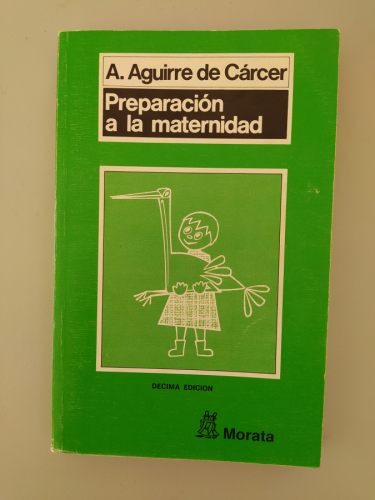 A. Aguirre de Cárcer
Preparación
a la maternidad
DECIMA EDICION
Morata